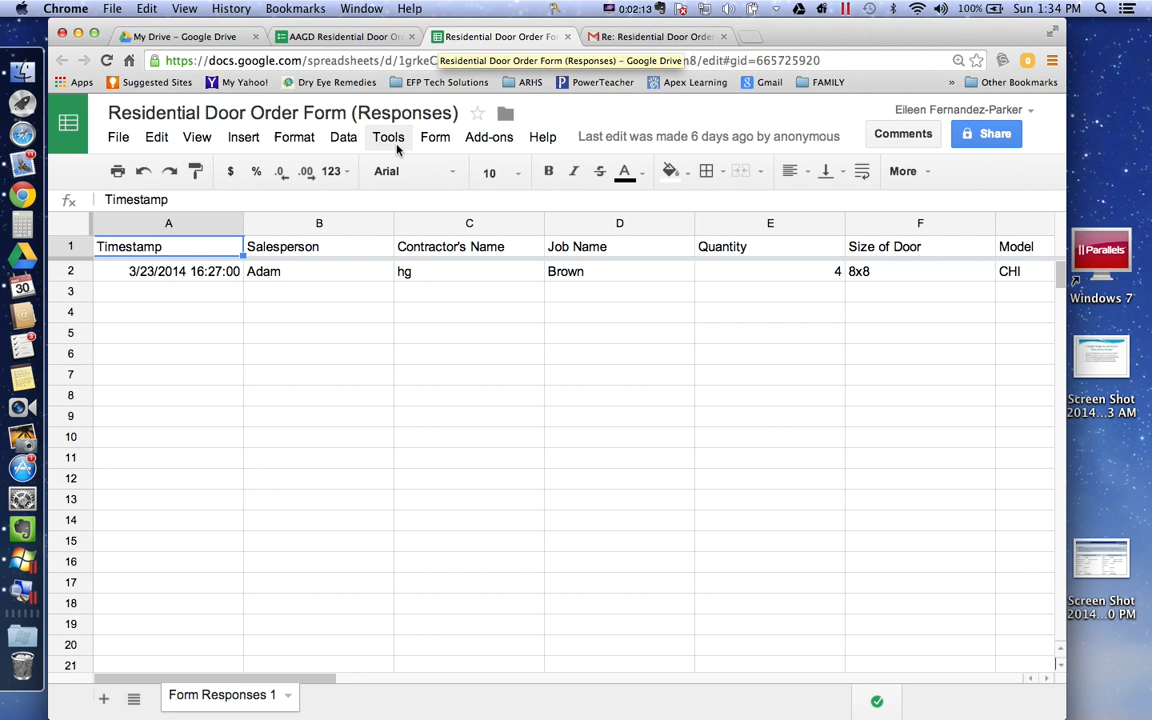 Chrome File Edit View History Bookmarks Window Help 0:02:13 100% Sun 1:34 PM
My Drive – Google Drive × AAGD Residential Door Or × Residential Door Order For × Re: Residential Door Order ×
https://docs.google.com/spreadsheets/d/1grkeC n8/edit#gid=665725920
Residential Door Order Form (Responses) – Google Drive
Apps Suggested Sites My Yahoo! Dry Eye Remedies EFP Tech Solutions ARHS PowerTeacher Apex Learning Gmail FAMILY » Other Bookmarks
Residential Door Order Form (Responses) Eileen Fernandez-Parker
File Edit View Insert Format Data Tools Form Add-ons Help Last edit was made 6 days ago by anonymous Comments Share
$ % .0 .00 123 Arial 10 B I S A More
fx Timestamp
A B C D E F
1 Timestamp Salesperson Contractor's Name Job Name Quantity Size of Door Model
2 3/23/2014 16:27:00 Adam hg Brown 4 8x8 CHI
3
4
5
6
7
8
9
10
11
12
13
14
15
16
17
18
19
20
21
+ Form Responses 1
Parallels
Windows 7
Screen Shot
2014...3 AM
Screen Shot
2014...0 PM
30